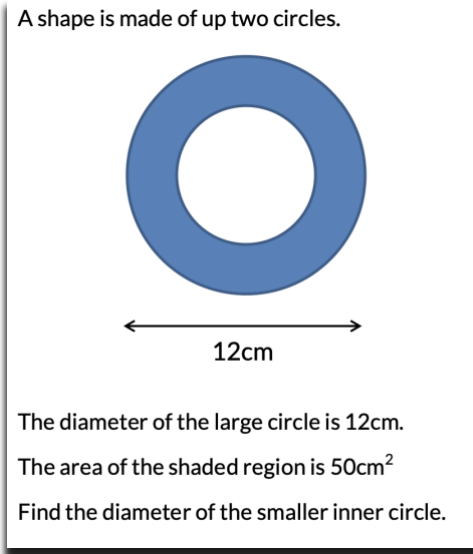 A shape is made of up two circles.
12cm
The diameter of the large circle is 12cm.
The area of the shaded region is 50cm²
Find the diameter of the smaller inner circle.